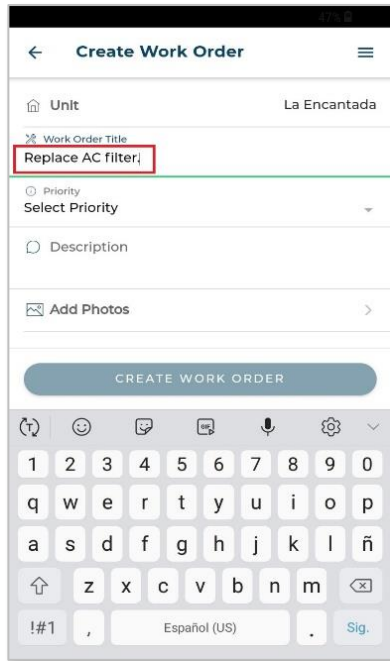 47%
Create Work Order
Unit La Encantada
Work Order Title
Replace AC filter.
Priority
Select Priority
Description
Add Photos
CREATE WORK ORDER
GIF
1 2 3 4 5 6 7 8 9 0
q w e r t y u i o p
a s d f g h j k l ñ
z x c v b n m
!#1 , Español (US) . Sig.